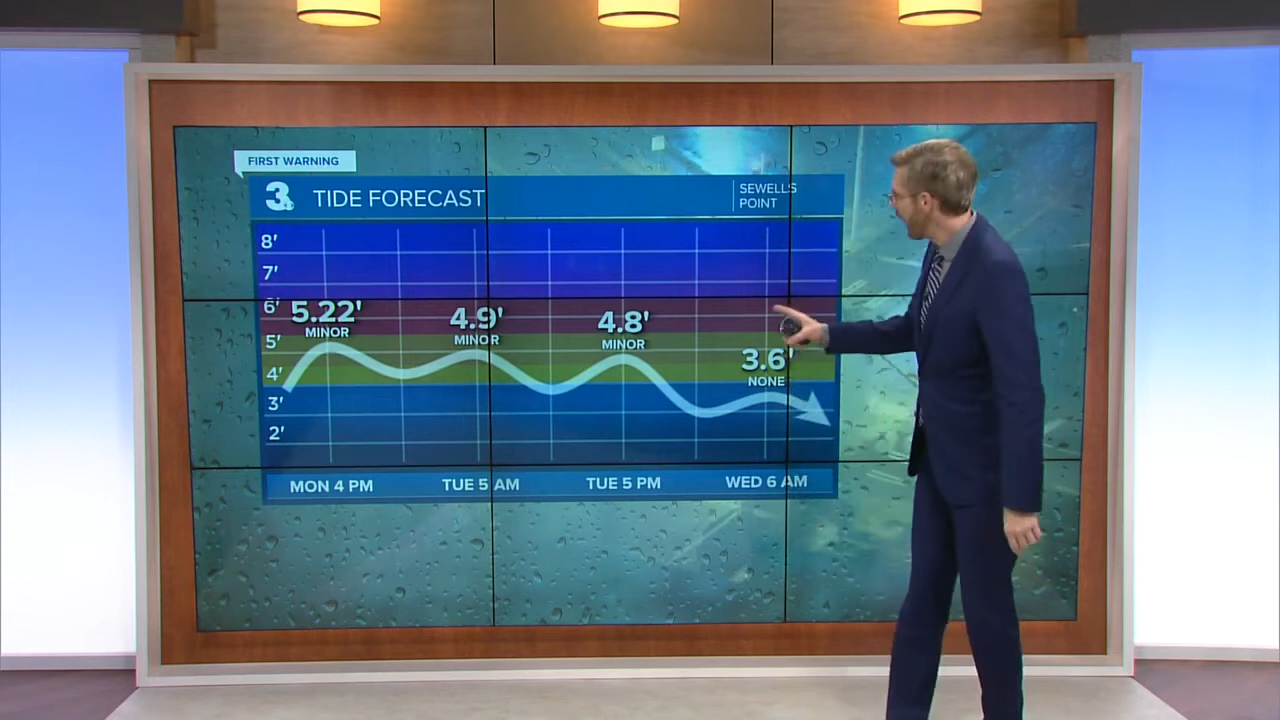 FIRST WARNING
3 TIDE FORECAST
SEWELLS
POINT
8'
7'
6'
5'
4'
3'
2'
5.22'
MINOR
4.9'
MINOR
4.8'
MINOR
3.6'
NONE
MON 4 PM
TUE 5 AM
TUE 5 PM
WED 6 AM